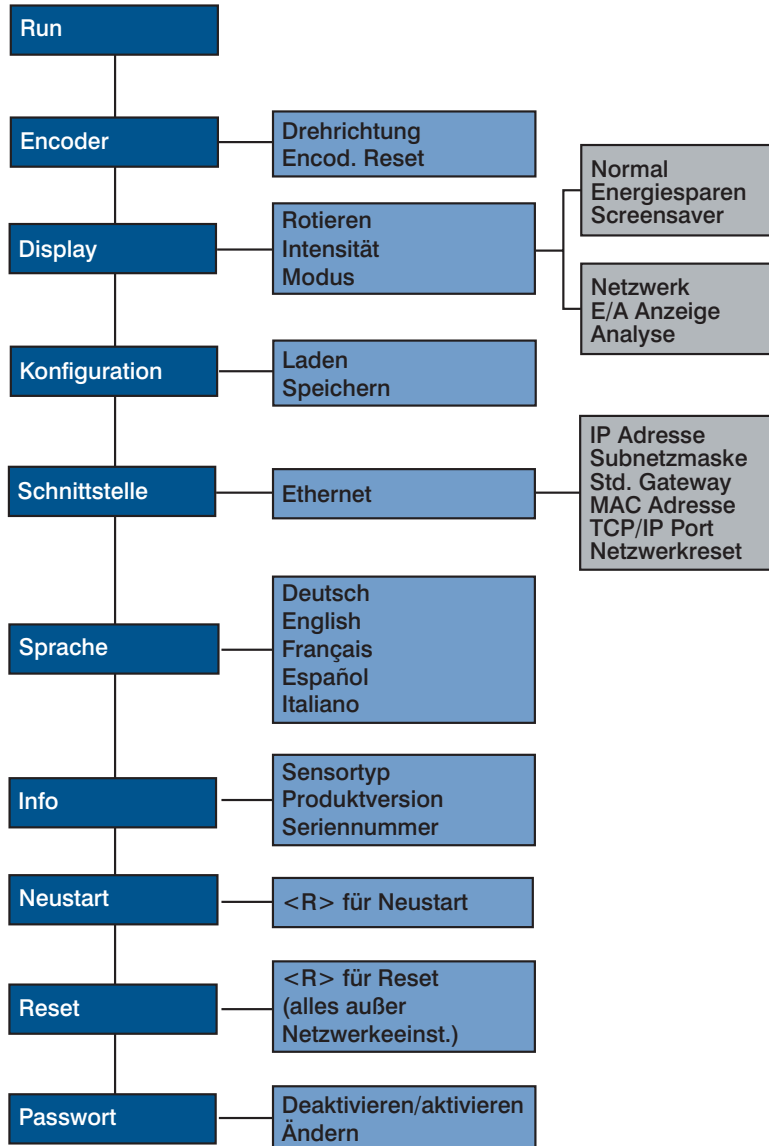 Run
Encoder
Drehrichtung
Encod. Reset
Display
Rotieren
Intensität
Modus
Normal
Energiesparen
Screensaver
Netzwerk
E/A Anzeige
Analyse
Konfiguration
Laden
Speichern
Schnittstelle
Ethernet
IP Adresse
Subnetzmaske
Std. Gateway
MAC Adresse
TCP/IP Port
Netzwerkreset
Sprache
Deutsch
English
Français
Español
Italiano
Info
Sensortyp
Produktversion
Seriennummer
Neustart
<R> für Neustart
Reset
<R> für Reset
(alles außer
Netzwerkeeinst.)
Passwort
Deaktivieren/aktivieren
Ändern